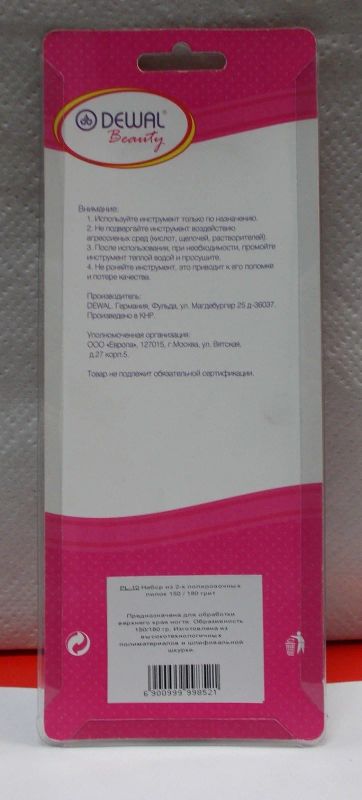 DEWAL
Beauty
Внимание:
1. Используйте инструмент только по назначению.
2. Не подвергайте инструмент воздействию
агрессивных сред (кислот, щелочей, растворителей).
3. После использования, при необходимости, промойте
инструмент теплой водой и просушите.
4. Не роняйте инструмент, это приводит к его поломке
и потере качества.
Производитель:
DEWAL. Германия, Фульда, ул. Магдебургер 25 д-36037.
Произведено в КНР.
Уполномоченная организация:
ООО «Европа», 127015, г.Москва, ул. Вятская,
д.27 корп.5.
Товар не подлежит обязательной сертификации.
PL-12 Набор из 2-х полировочных
пилок 150 / 180 грит
Предназначена для обработки
верхнего края ногтя. Образивность
150/180 гр. Изготовлена из
высокотехнологичных
полиматериалов и шлифовальной
шкурки.
6 900999 998521